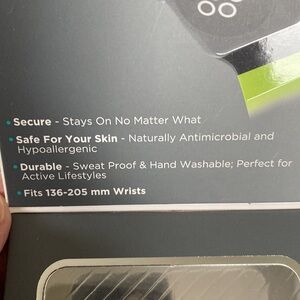 • Secure - Stays On No Matter What
• Safe For Your Skin - Naturally Antimicrobial and
Hypoallergenic
• Durable - Sweat Proof & Hand Washable; Perfect for
Active Lifestyles
• Fits 136-205 mm Wrists